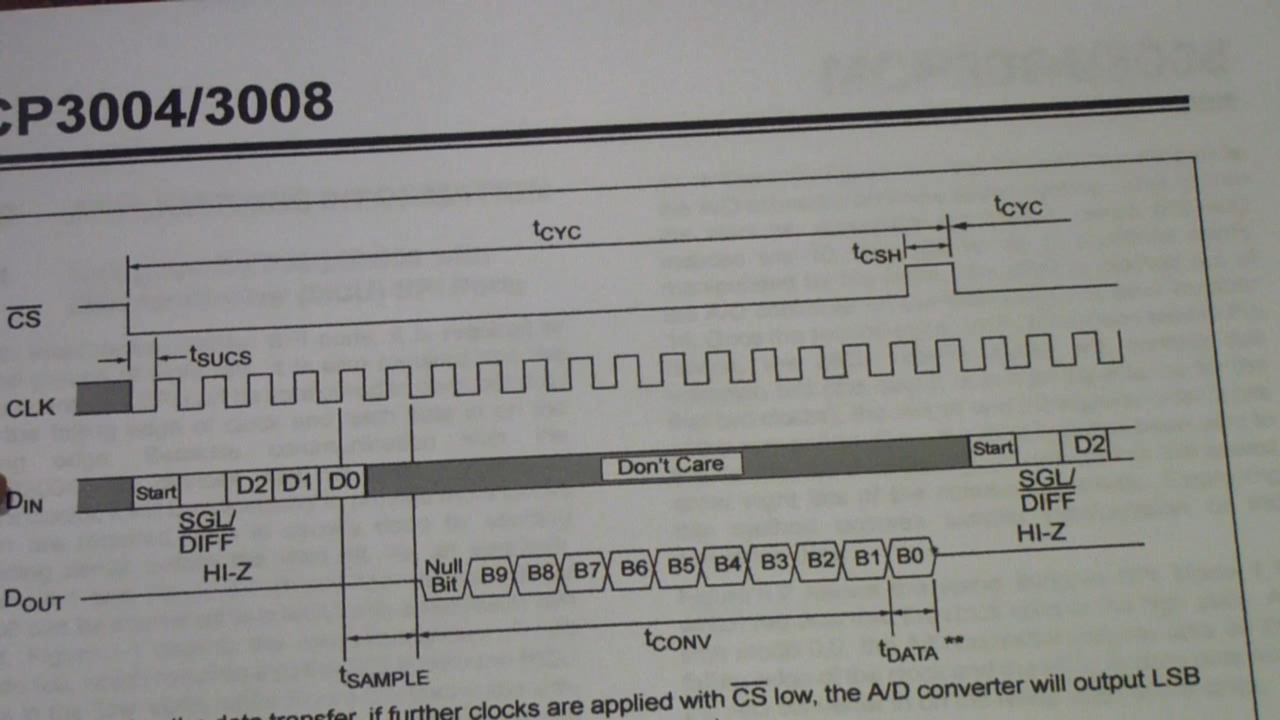 CP3004/3008
tCYC
tCYC
tCSH
CS
tSUCS
CLK
Don't Care
DIN
Start
D2 D1 D0
Start
D2
SGL/
DIFF
SGL/
DIFF
HI-Z
HI-Z
DOUT
Null
Bit
B9 B8 B7 B6 B5 B4 B3 B2 B1 B0
tCONV
tDATA **
tSAMPLE
data transfer, if further clocks are applied with CS low, the A/D converter will output LSB